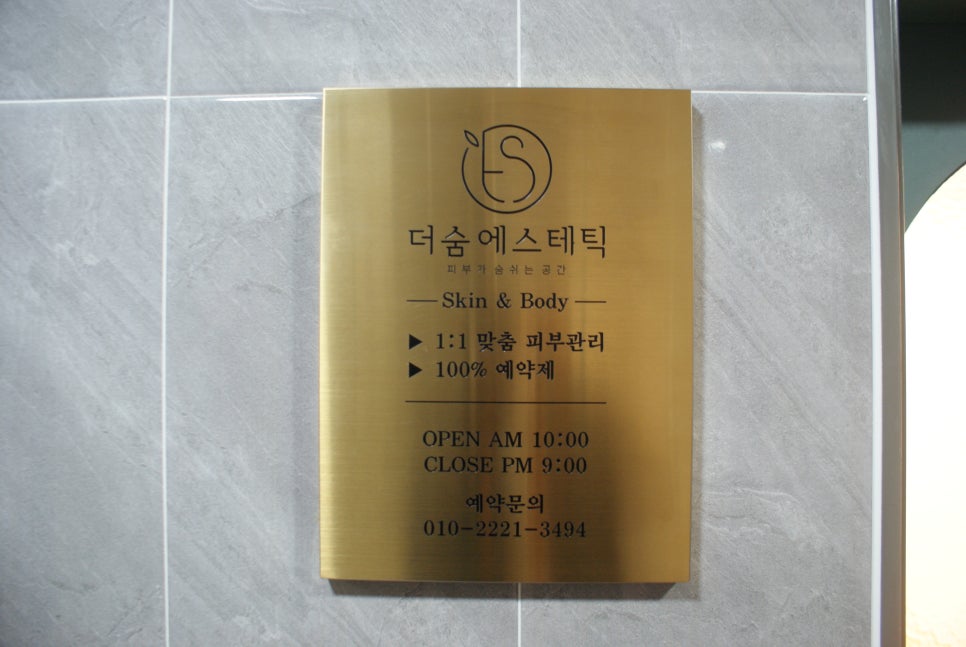 ES
더숨에스테틱
피부가 숨쉬는 공간
Skin & Body
▶ 1:1 맞춤 피부관리
▶ 100% 예약제
OPEN AM 10:00
CLOSE PM 9:00
예약문의
010-2221-3494